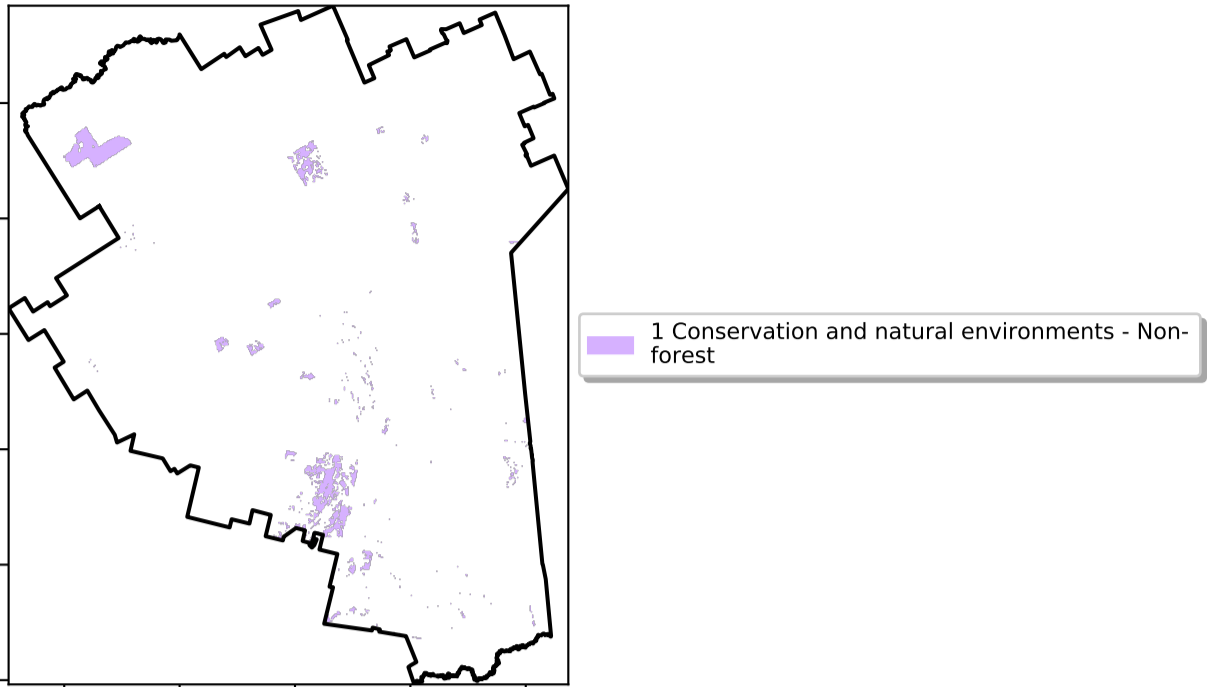 1 Conservation and natural environments - Non-
forest